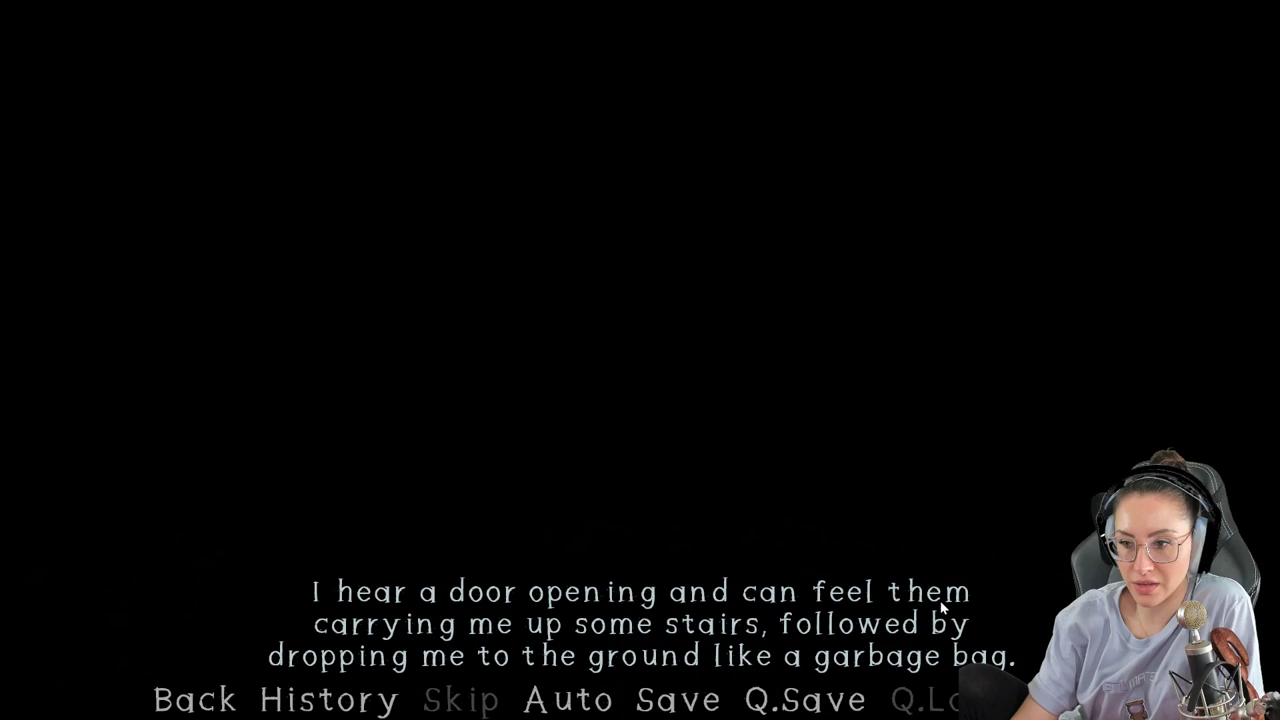 I hear a door opening and can feel them
carrying me up some stairs, followed by
dropping me to the ground like a garbage bag.
Back History Skip Auto Save Q.Save